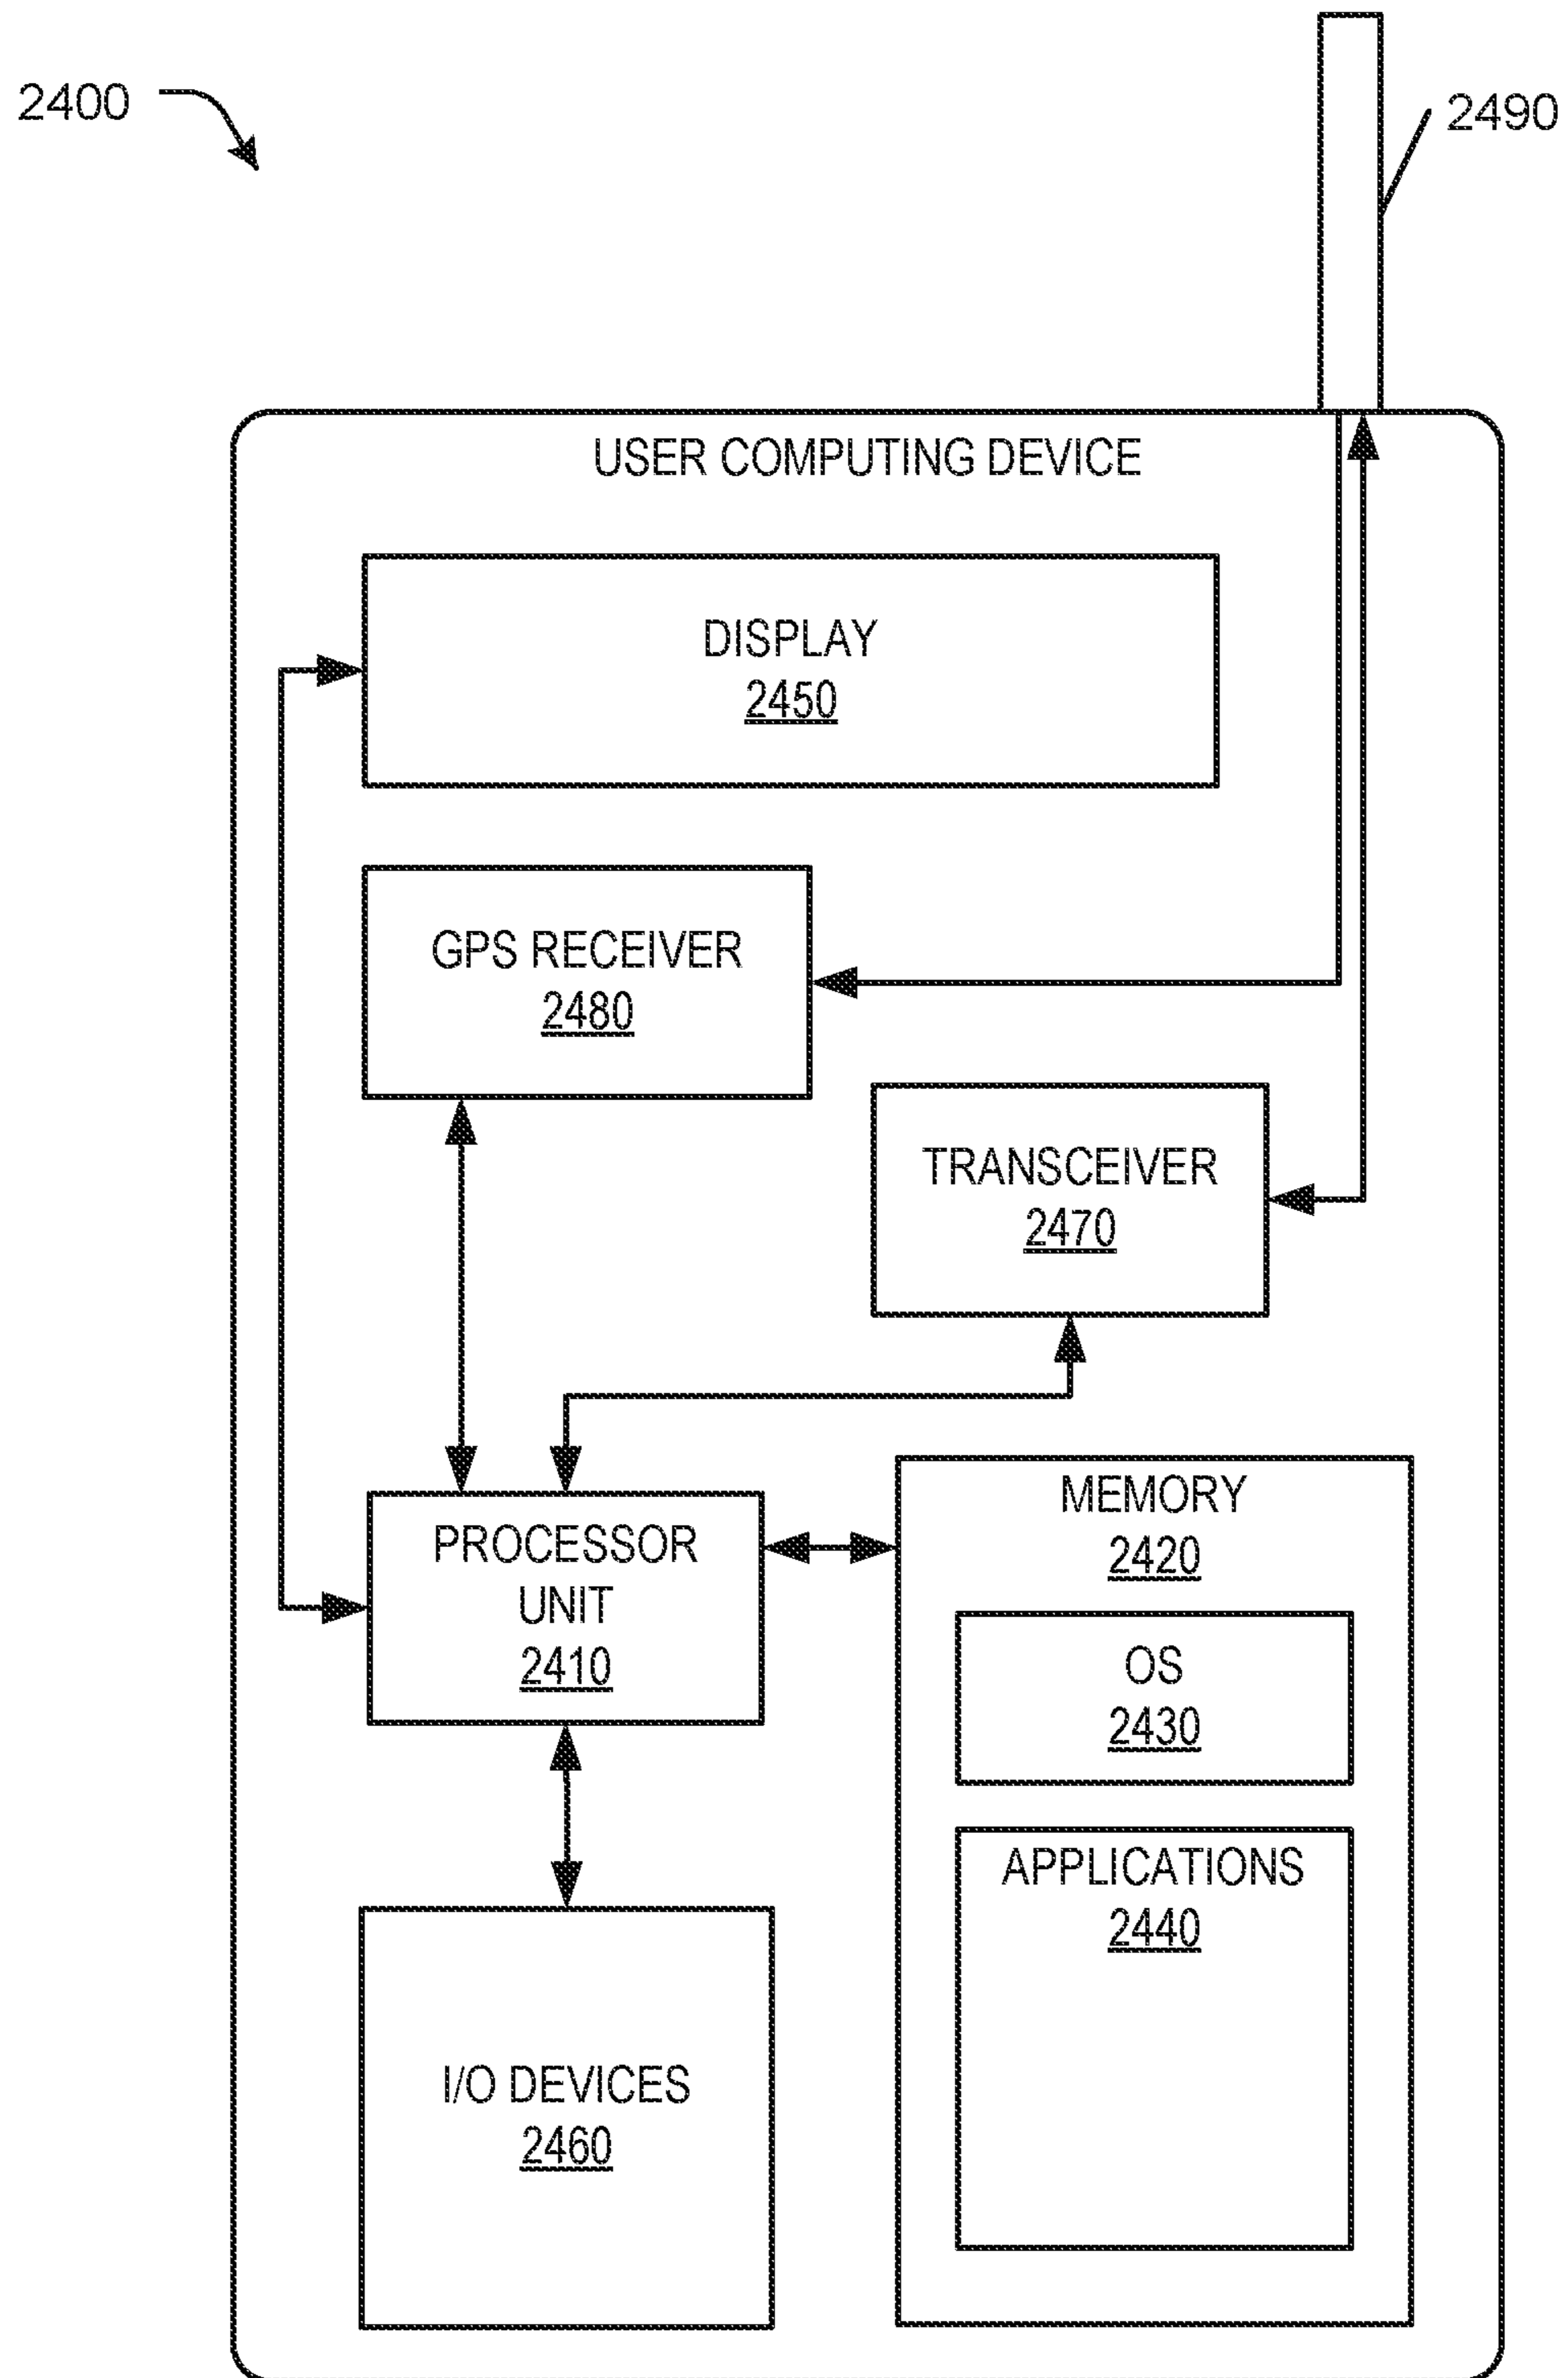 2400
2490
USER COMPUTING DEVICE
DISPLAY
2450
GPS RECEIVER
2480
TRANSCEIVER
2470
PROCESSOR
UNIT
2410
MEMORY
2420
OS
2430
APPLICATIONS
2440
I/O DEVICES
2460